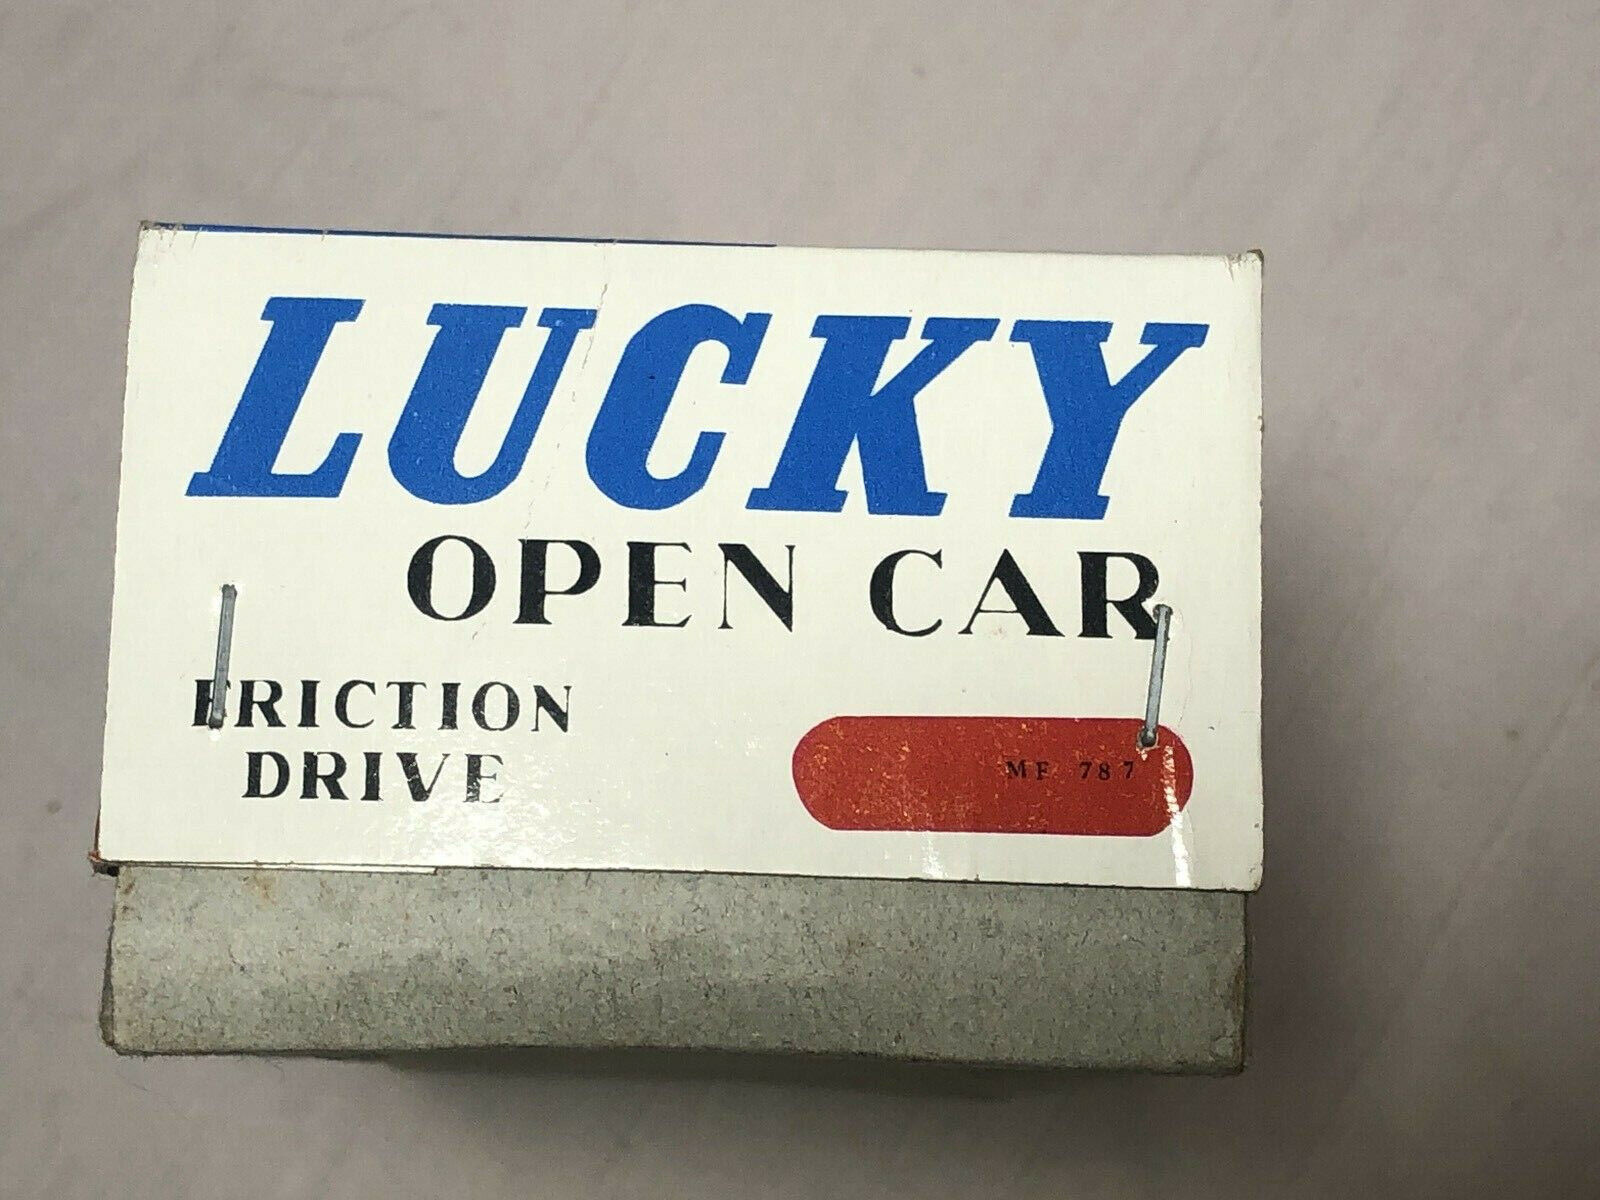 LUCKY
OPEN CAR
FRICTION
DRIVE
MF 787